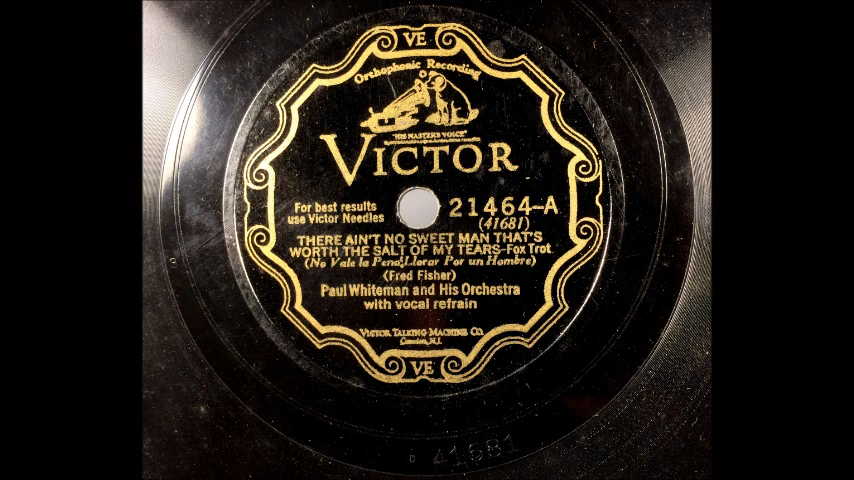 VE
Orthophonic Recording
"HIS MASTER'S VOICE"
VICTOR
For best results
use Victor Needles
21464-A
(41681)
THERE AIN'T NO SWEET MAN THAT'S
WORTH THE SALT OF MY TEARS-Fox Trot
(No Vale la Pena Llorar Por un Hombre)
(Fred Fisher)
Paul Whiteman and His Orchestra
with vocal refrain
VICTOR TALKING MACHINE CO.
Camden, N.J.
VE
41681